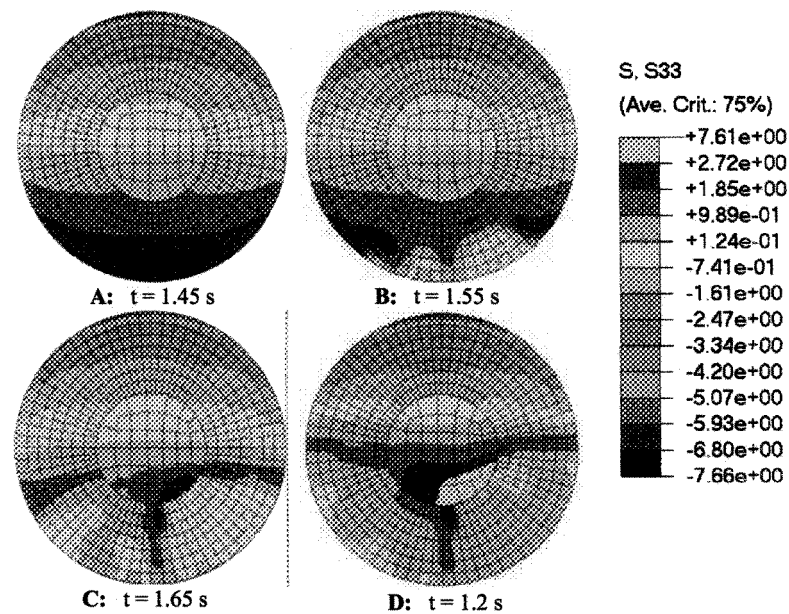 S, S33
(Ave. Crit.: 75%)
+7.61e+00
+2.72e+00
+1.85e+00
+9.89e-01
+1.24e-01
-7.41e-01
-1.61e+00
-2.47e+00
-3.34e+00
-4.20e+00
-5.07e+00
-5.93e+00
-6.80e+00
-7.66e+00
A: t = 1.45 s
B: t = 1.55 s
C: t = 1.65 s
D: t = 1.2 s